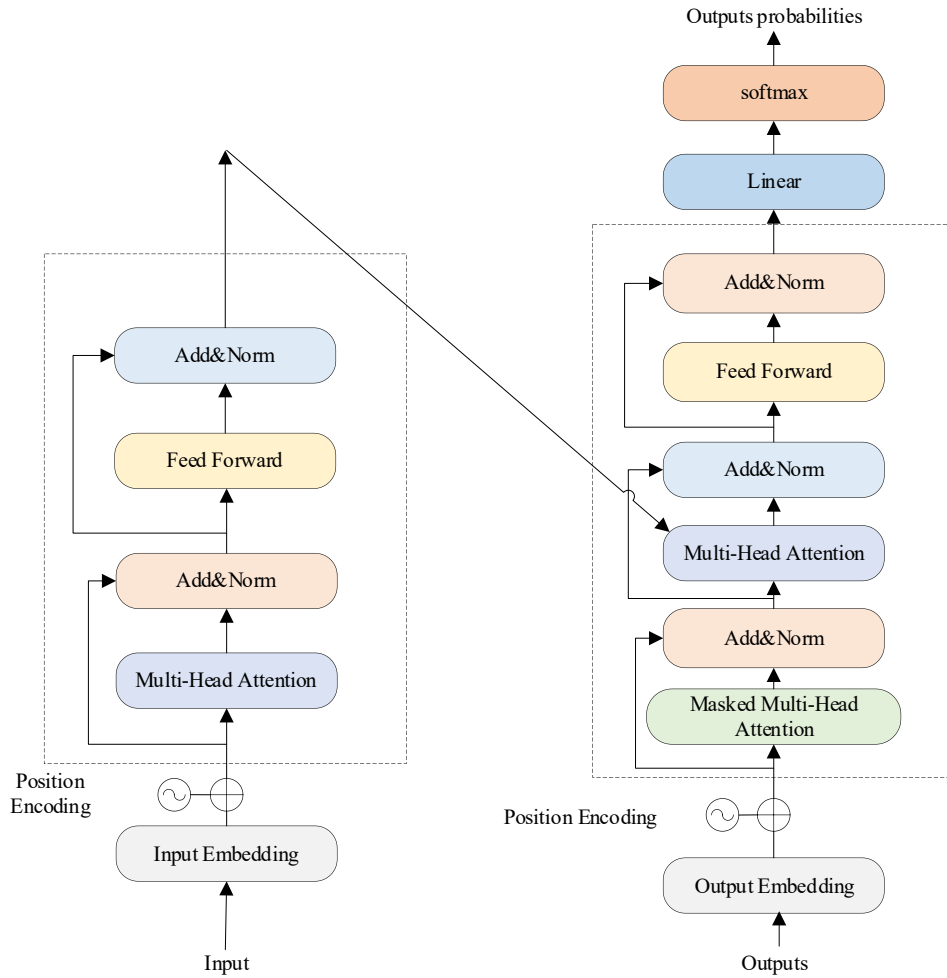 Outputs probabilities
softmax
Linear
Add&Norm
Feed Forward
Add&Norm
Multi-Head Attention
Add&Norm
Masked Multi-Head
Attention
Position Encoding
Output Embedding
Outputs
Add&Norm
Feed Forward
Add&Norm
Multi-Head Attention
Position
Encoding
Input Embedding
Input